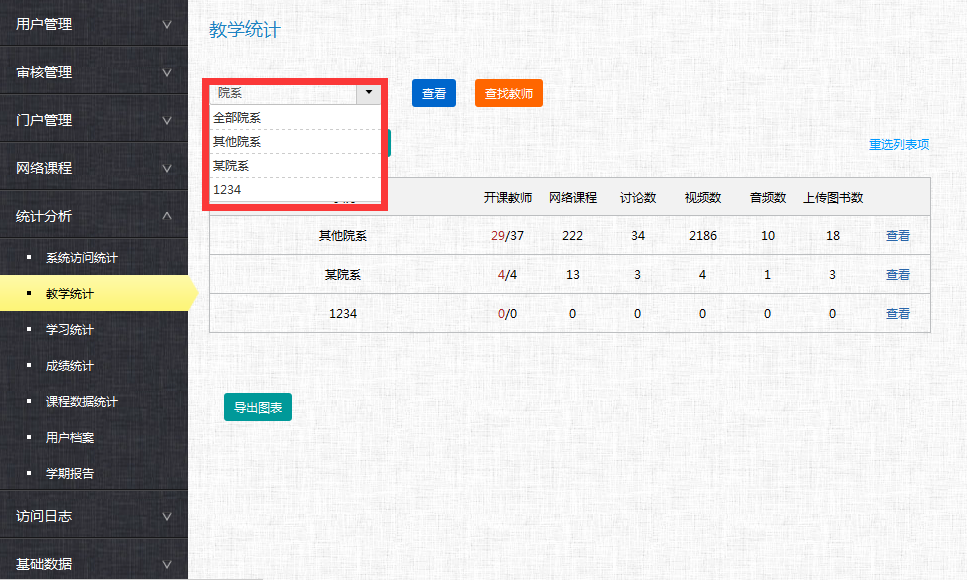 用户管理
审核管理
门户管理
网络课程
统计分析
系统访问统计
教学统计
学习统计
成绩统计
课程数据统计
用户档案
学期报告
访问日志
基础数据
教学统计
院系
查看
查找教师
全部院系
其他院系
某院系
1234
重选列表项
开课教师 网络课程 讨论数 视频数 音频数 上传图书数
其他院系 29/37 222 34 2186 10 18 查看
某院系 4/4 13 3 4 1 3 查看
1234 0/0 0 0 0 0 0 查看
导出图表